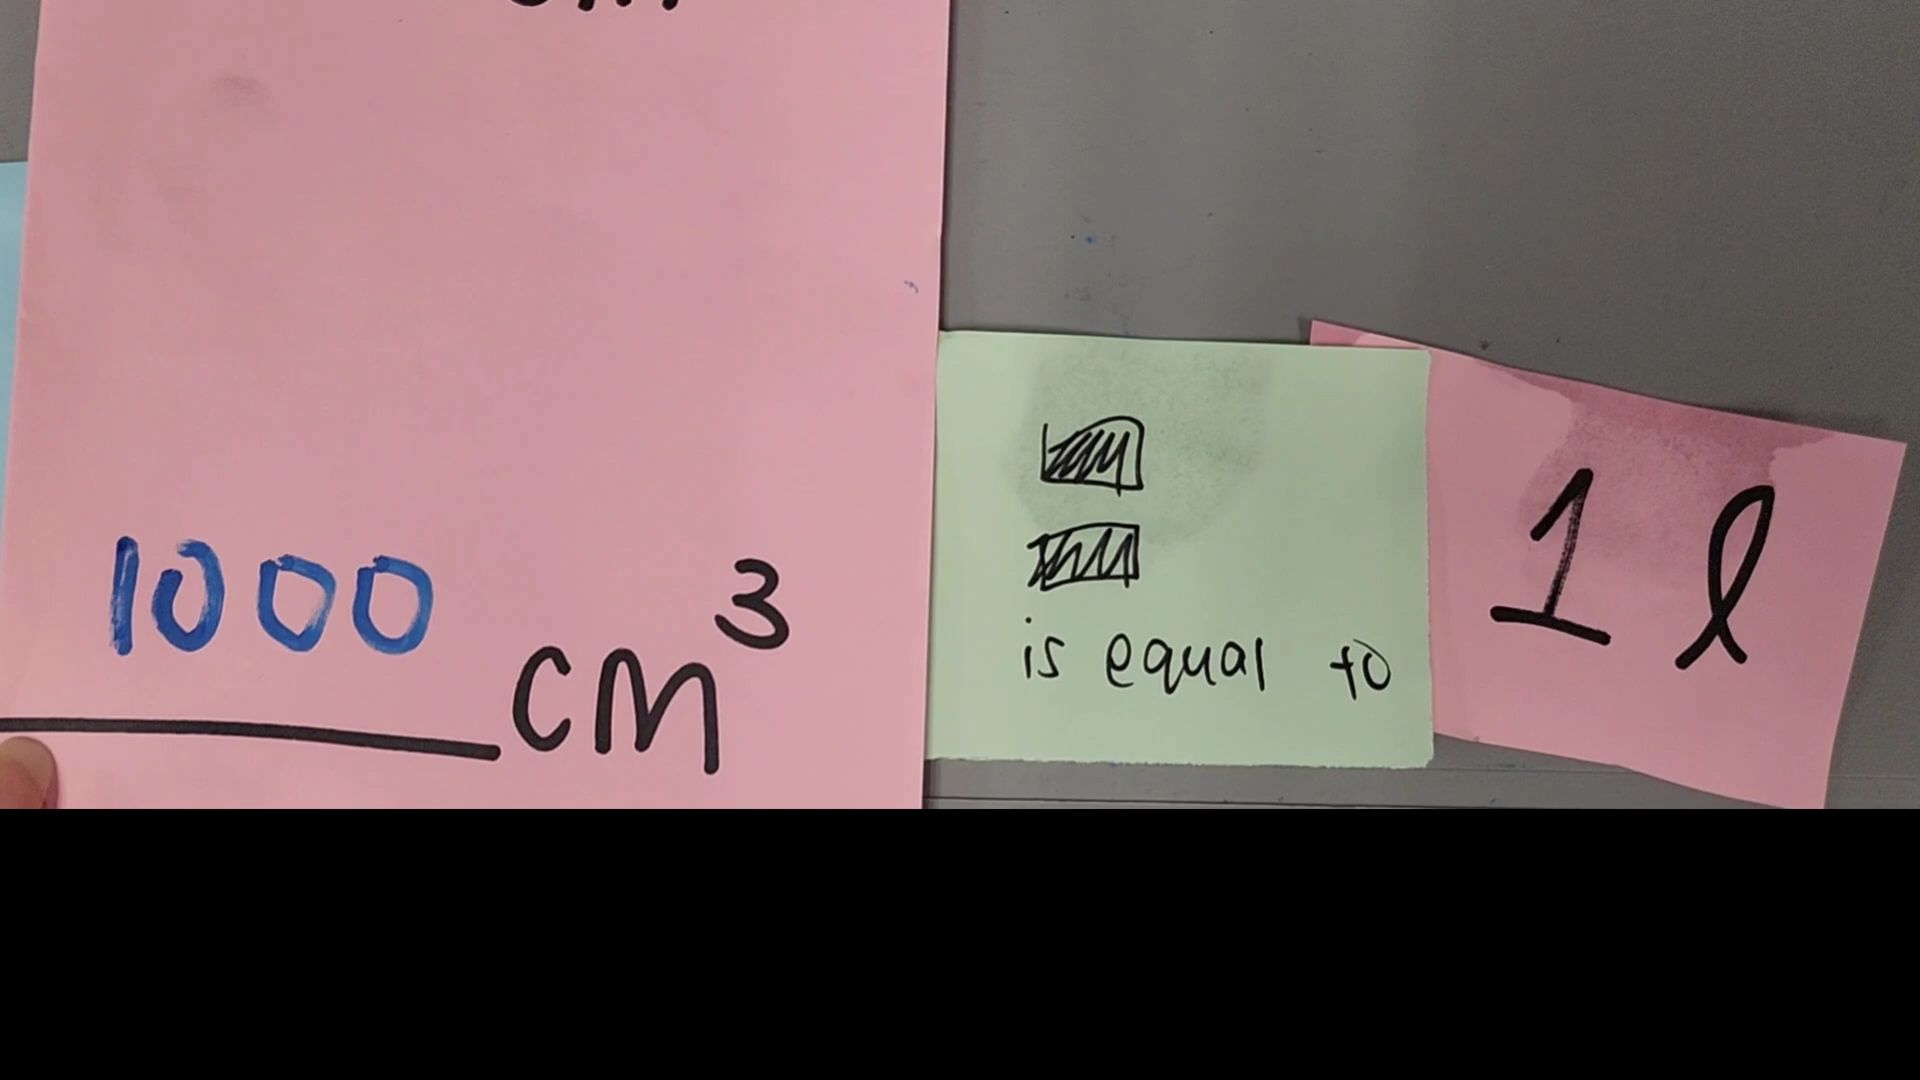 1000 cm³
is equal to
1 l